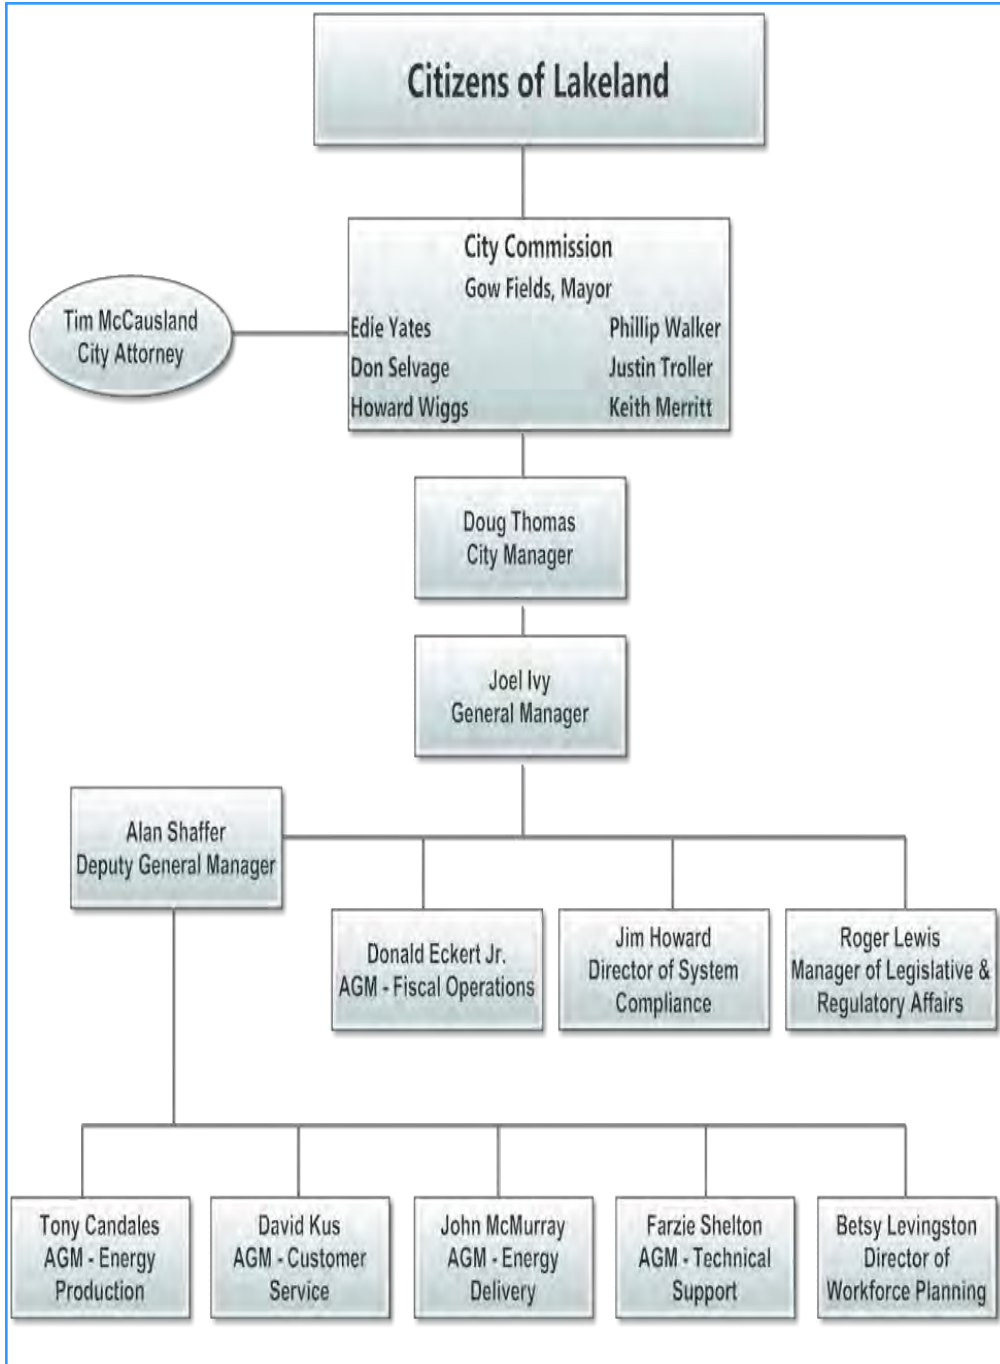 Citizens of Lakeland
City Commission
Gow Fields, Mayor
Tim McCausland
City Attorney
Edie Yates
Phillip Walker
Don Selvage
Justin Troller
Howard Wiggs
Keith Merritt
Doug Thomas
City Manager
Joel Ivy
General Manager
Alan Shaffer
Deputy General Manager
Donald Eckert Jr.
AGM - Fiscal Operations
Jim Howard
Director of System
Compliance
Roger Lewis
Manager of Legislative &
Regulatory Affairs
Tony Candales
AGM - Energy
Production
David Kus
AGM - Customer
Service
John McMurray
AGM - Energy
Delivery
Farzie Shelton
AGM - Technical
Support
Betsy Levingston
Director of
Workforce Planning